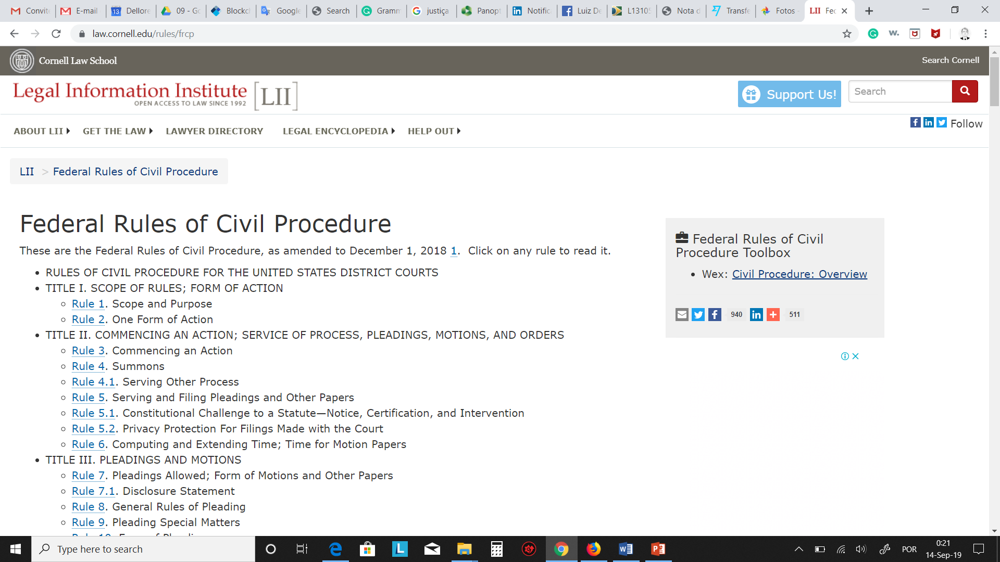 Convite
E-mail
13
Dellore
09 - Go
Blockch
Google
Search
Gramm
justiça
Panopt
Notific
Luiz De
L13105
Nota d
Transfe
Fotos -
LII Fed
law.cornell.edu/rules/frcp
Cornell Law School
Search Cornell
Legal Information Institute [LII]
OPEN ACCESS TO LAW SINCE 1992
Support Us!
Search
ABOUT LII
GET THE LAW
LAWYER DIRECTORY
LEGAL ENCYCLOPEDIA
HELP OUT
Follow
LII > Federal Rules of Civil Procedure
Federal Rules of Civil Procedure
These are the Federal Rules of Civil Procedure, as amended to December 1, 2018 1. Click on any rule to read it.
• RULES OF CIVIL PROCEDURE FOR THE UNITED STATES DISTRICT COURTS
• TITLE I. SCOPE OF RULES; FORM OF ACTION
Rule 1. Scope and Purpose
Rule 2. One Form of Action
• TITLE II. COMMENCING AN ACTION; SERVICE OF PROCESS, PLEADINGS, MOTIONS, AND ORDERS
Rule 3. Commencing an Action
Rule 4. Summons
Rule 4.1. Serving Other Process
Rule 5. Serving and Filing Pleadings and Other Papers
Rule 5.1. Constitutional Challenge to a Statute—Notice, Certification, and Intervention
Rule 5.2. Privacy Protection For Filings Made with the Court
Rule 6. Computing and Extending Time; Time for Motion Papers
• TITLE III. PLEADINGS AND MOTIONS
Rule 7. Pleadings Allowed; Form of Motions and Other Papers
Rule 7.1. Disclosure Statement
Rule 8. General Rules of Pleading
Rule 9. Pleading Special Matters
Federal Rules of Civil
Procedure Toolbox
• Wex: Civil Procedure: Overview
940
511
Type here to search
POR
0:21
14-Sep-19